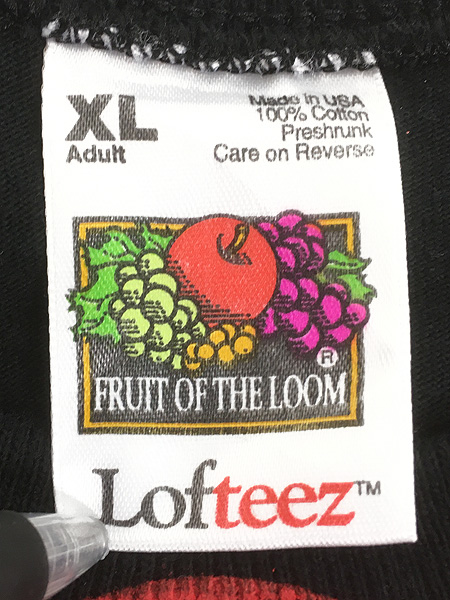 XL
Adult
Made in USA
100% Cotton
Preshrunk
Care on Reverse
®
FRUIT OF THE LOOM
Lofteez™